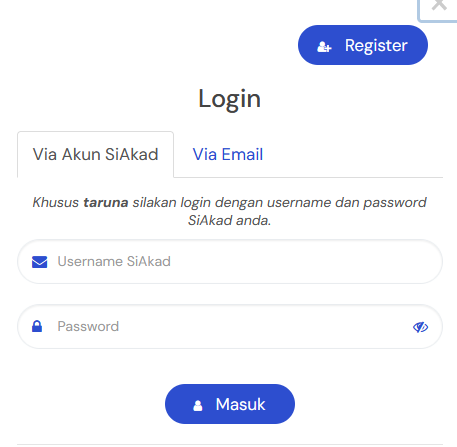 Register
Login
Via Akun SiAkad
Via Email
Khusus taruna silakan login dengan username dan password
SiAkad anda.
Username SiAkad
Password
Masuk